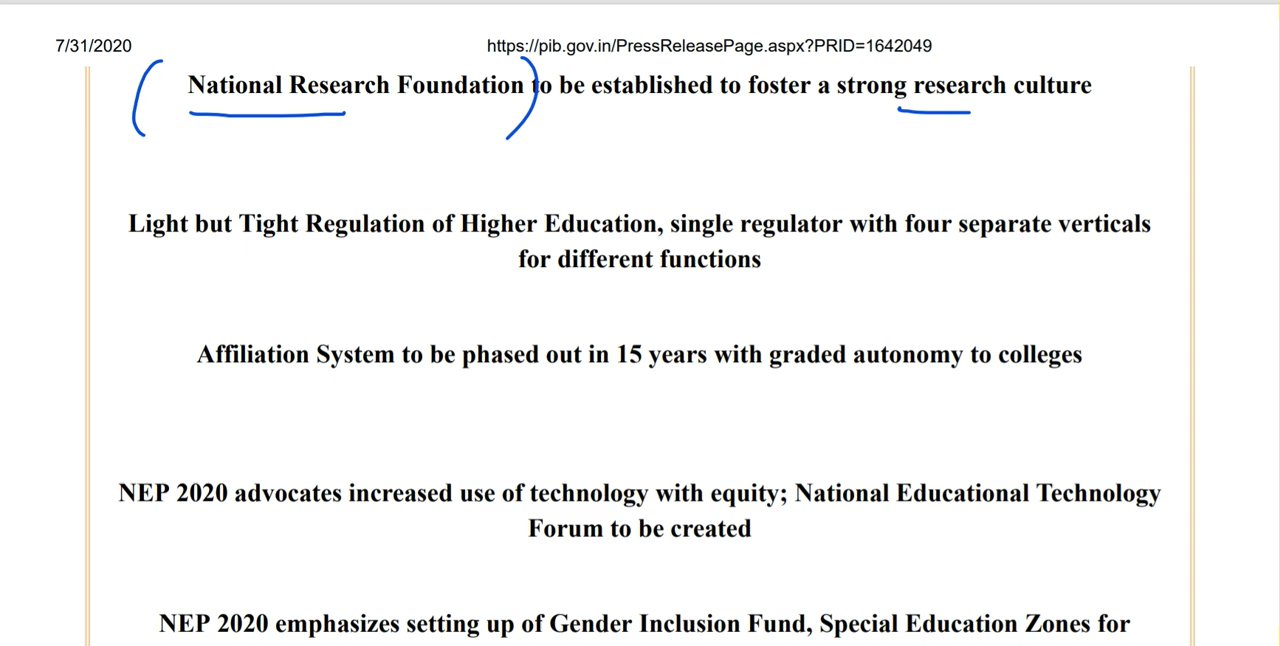 7/31/2020 https://pib.gov.in/PressReleasePage.aspx?PRID=1642049
National Research Foundation to be established to foster a strong research culture
Light but Tight Regulation of Higher Education, single regulator with four separate verticals
for different functions
Affiliation System to be phased out in 15 years with graded autonomy to colleges
NEP 2020 advocates increased use of technology with equity; National Educational Technology
Forum to be created
NEP 2020 emphasizes setting up of Gender Inclusion Fund, Special Education Zones for